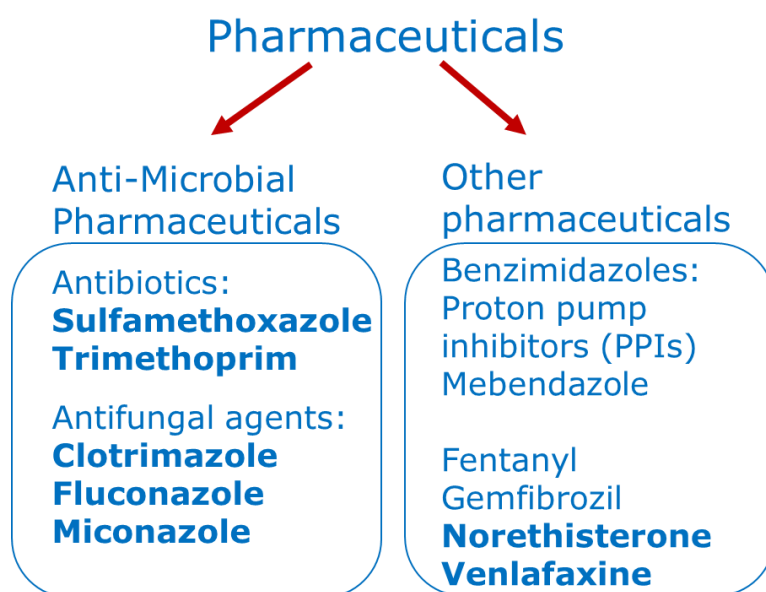 Pharmaceuticals
Anti-Microbial
Pharmaceuticals
Antibiotics:
Sulfamethoxazole
Trimethoprim
Antifungal agents:
Clotrimazole
Fluconazole
Miconazole
Other
pharmaceuticals
Benzimidazoles:
Proton pump
inhibitors (PPIs)
Mebendazole
Fentanyl
Gemfibrozil
Norethisterone
Venlafaxine